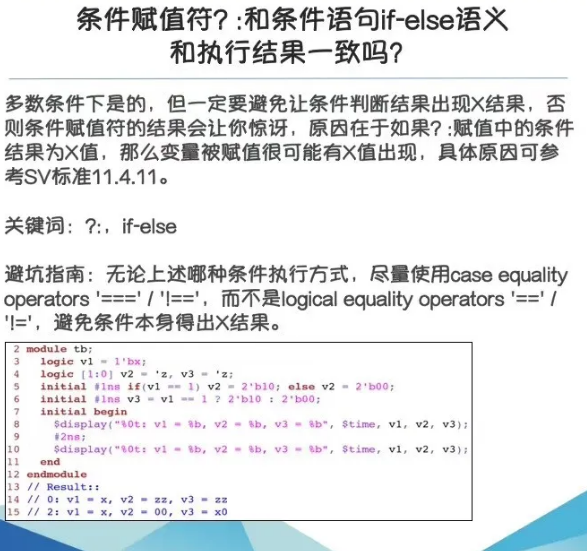 条件赋值符? :和条件语句if-else语义
和执行结果一致吗?
多数条件下是的，但一定要避免让条件判断结果出现X结果，否
则条件赋值符的结果会让你惊讶，原因在于如果? :赋值中的条件
结果为X值，那么变量被赋值很可能有X值出现，具体原因可参
考SV标准11.4.11。
关键词：?:，if-else
避坑指南：无论上述哪种条件执行方式，尽量使用case equality
operators '===' / '!=='，而不是logical equality operators '==' /
'!='，避免条件本身得出X结果。
2 module tb;
3 logic v1 = 1'bx;
4 logic [1:0] v2 = 'z, v3 = 'z;
5 initial #1ns if(v1 == 1) v2 = 2'b10; else v2 = 2'b00;
6 initial #1ns v3 = v1 == 1 ? 2'b10 : 2'b00;
7 initial begin
8 $display("%0t: v1 = %b, v2 = %b, v3 = %b", $time, v1, v2, v3);
9 #2ns;
10 $display("%0t: v1 = %b, v2 = %b, v3 = %b", $time, v1, v2, v3);
11 end
12 endmodule
13 // Result::
14 // 0: v1 = x, v2 = zz, v3 = zz
15 // 2: v1 = x, v2 = 00, v3 = x0